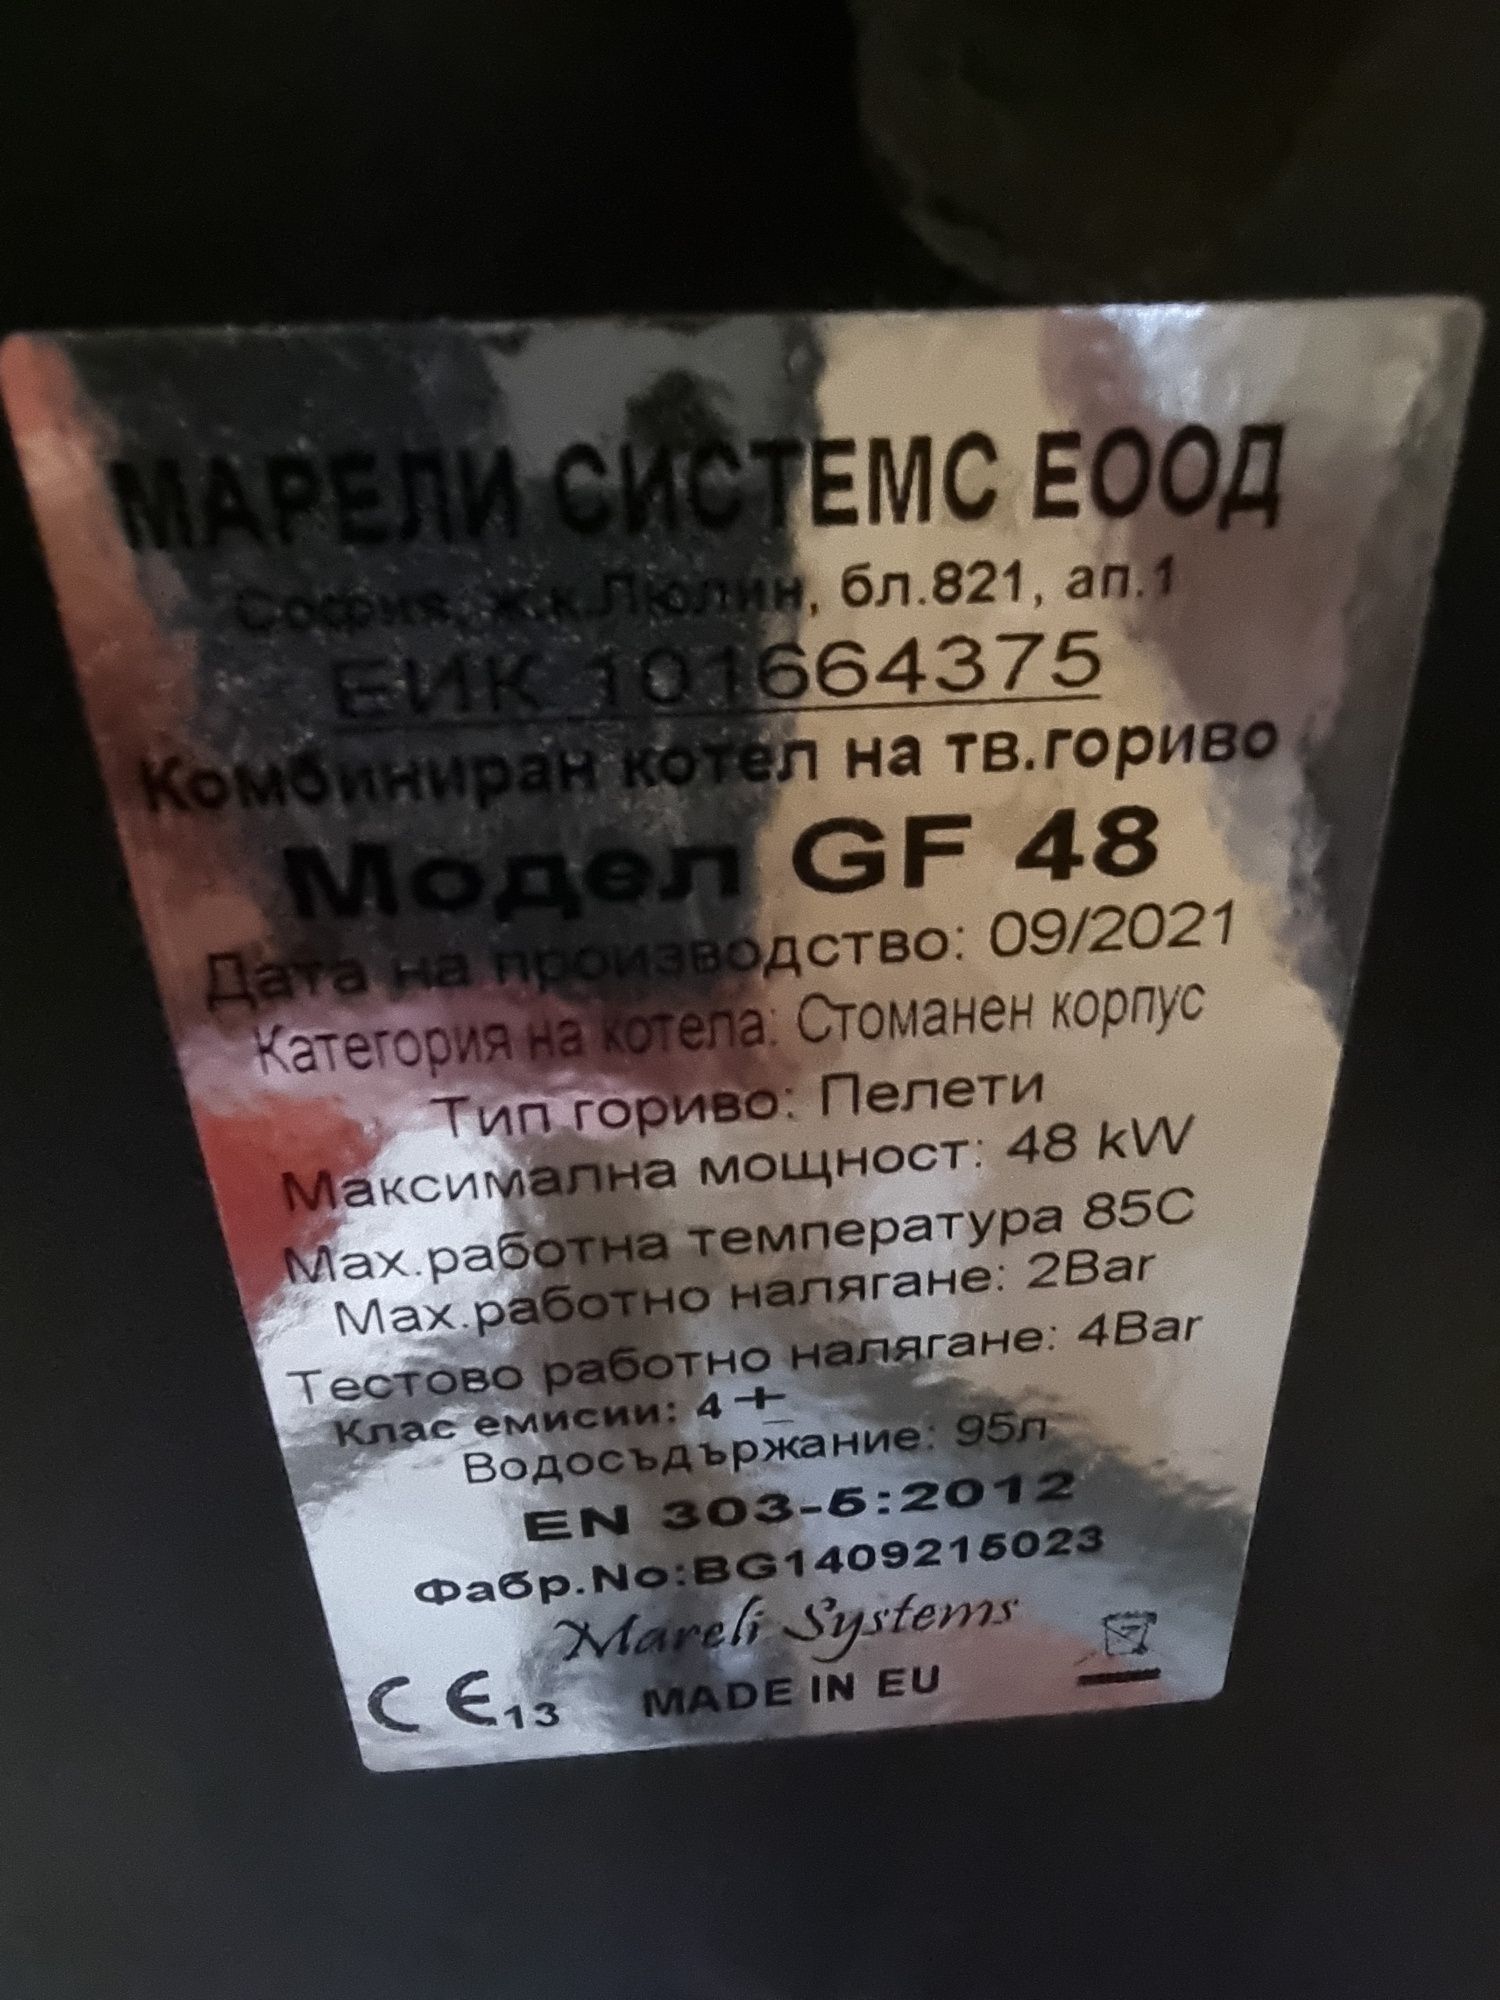 МАРЕЛИ СИСТЕМС ЕООД
София, ж.к.Люлин, бл.821, ап.1
ЕИК 101664375
Комбиниран котел на тв.гориво
Модел GF 48
Дата на производство: 09/2021
Категория на котела: Стоманен корпус
Тип гориво: Пелети
Максимална мощност: 48 kW
Мах.работна температура 85С
Мах.работно налягане: 2Bar
Тестово работно налягане: 4Bar
Клас емисии: 4+
Водосъдържание: 95л
EN 303-5:2012
Фабр.No:BG1409215023
Mareli Systems
CE13 MADE IN EU